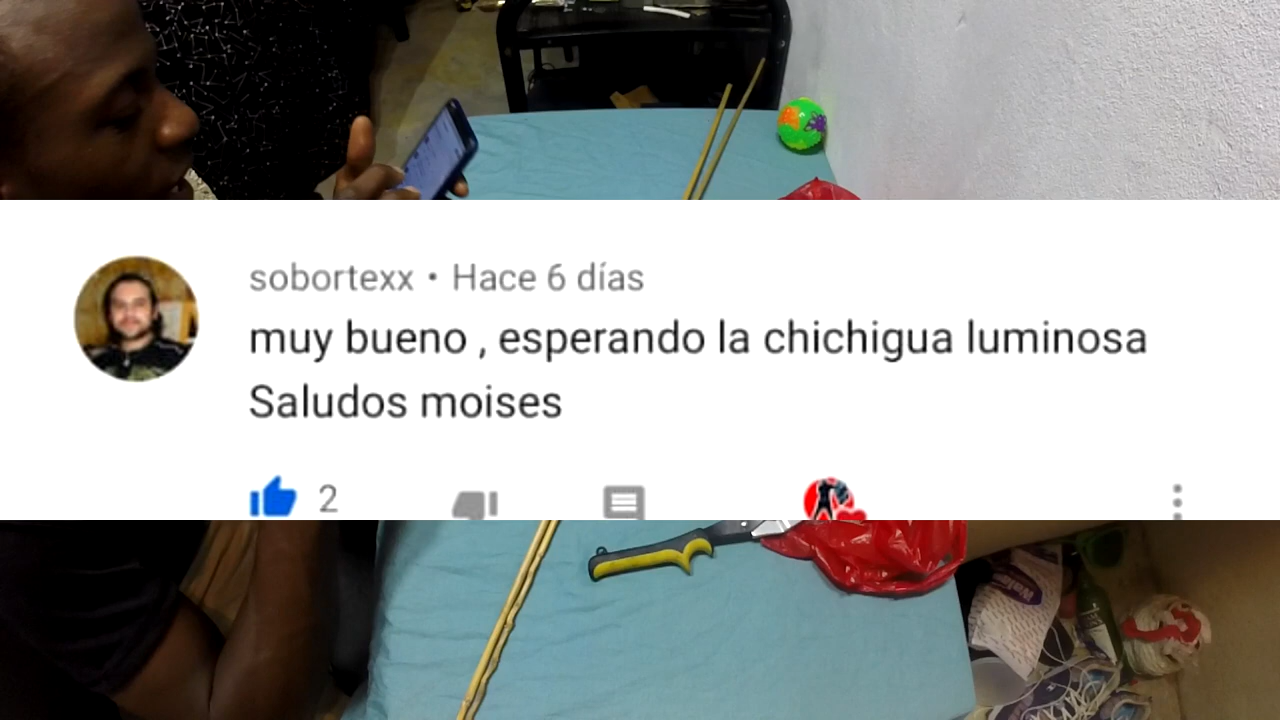 sobortexx • Hace 6 días
muy bueno , esperando la chichigua luminosa
Saludos moises
2